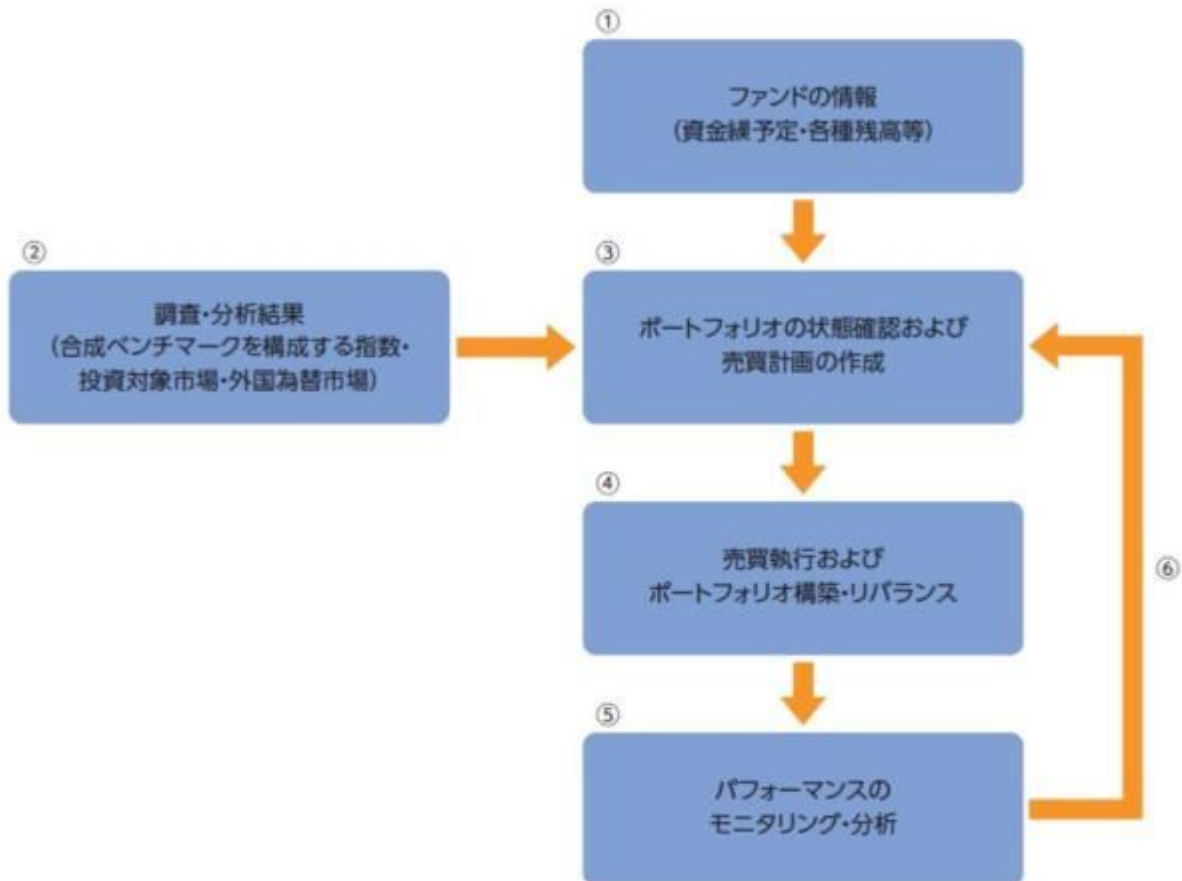 ①
ファンドの情報
(資金繰予定・各種残高等)
②
調査・分析結果
(合成ベンチマークを構成する指数・
投資対象市場・外国為替市場)
③
ポートフォリオの状態確認および
売買計画の作成
④
売買執行および
ポートフォリオ構築・リバランス
⑥
⑤
パフォーマンスの
モニタリング・分析